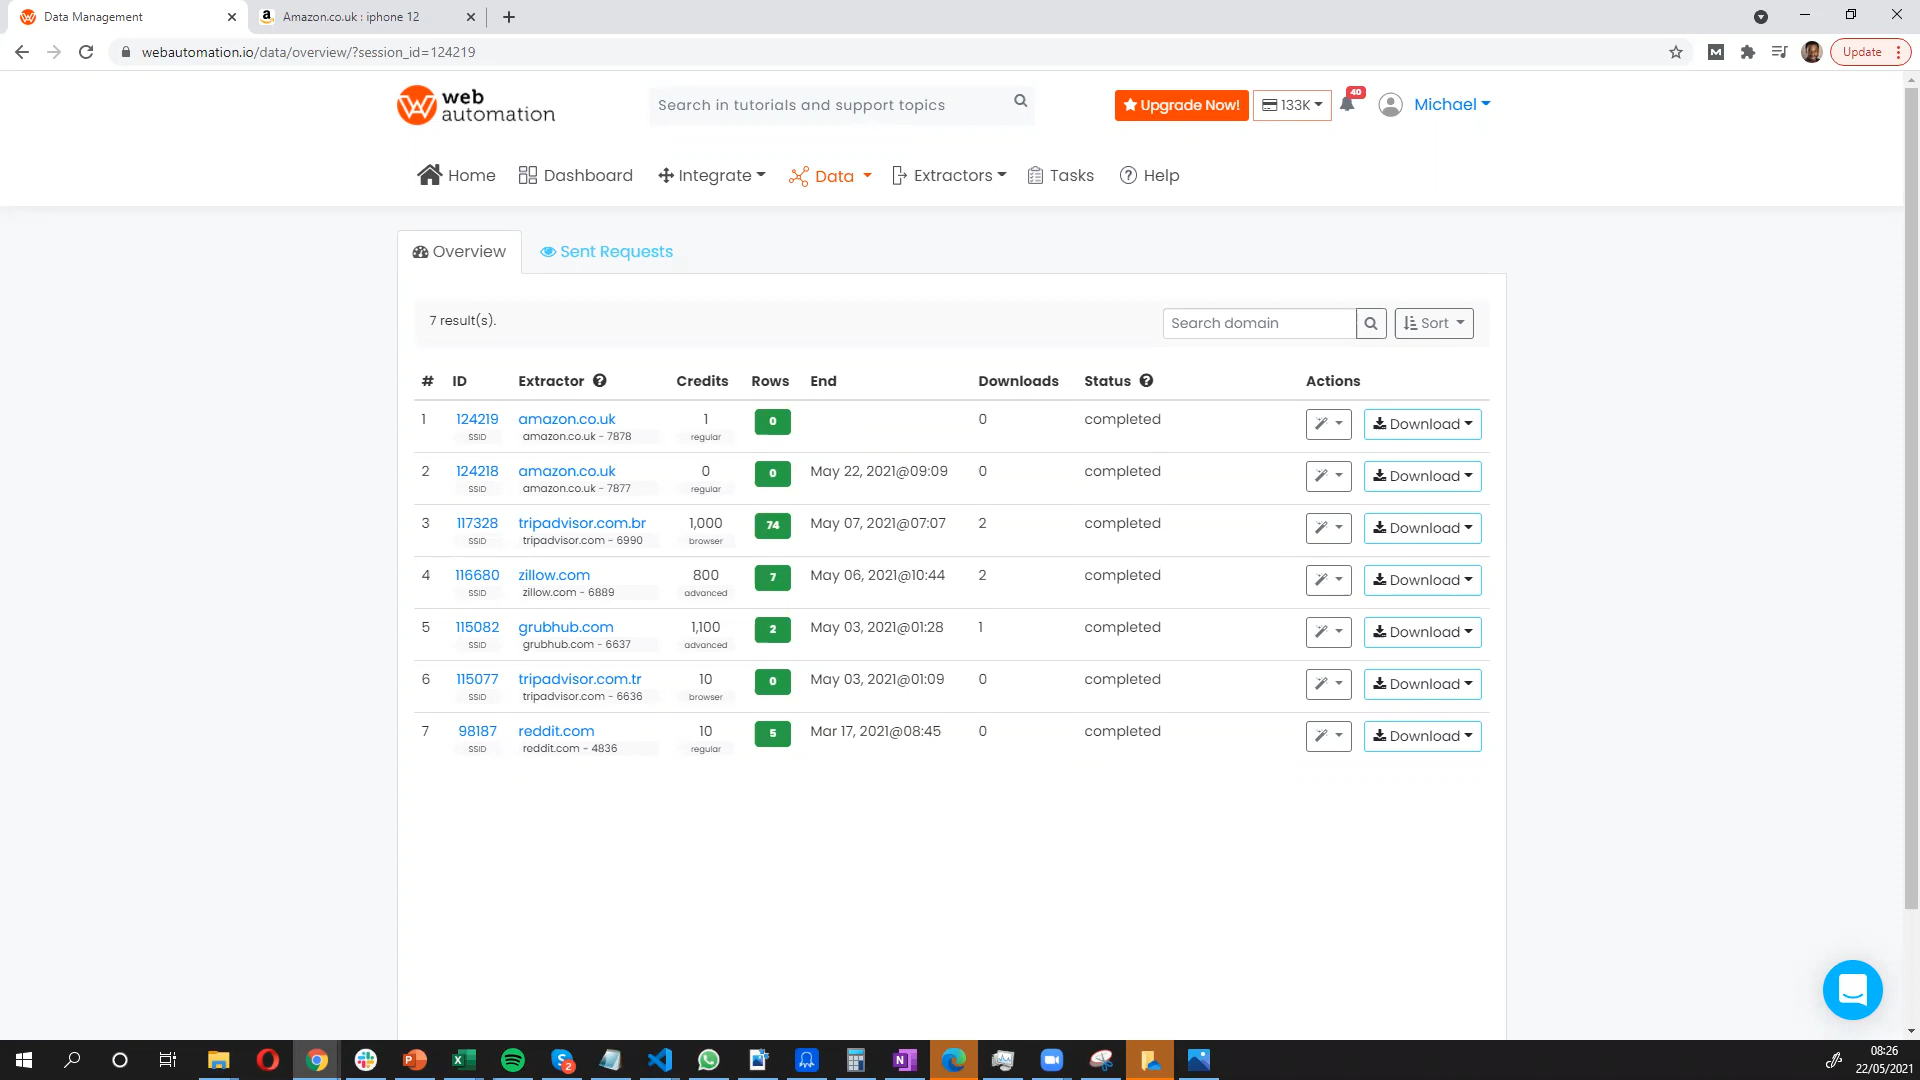 Data Management
Amazon.co.uk : iphone 12
webautomation.io/data/overview/?session_id=124219
Update
web
automation
Search in tutorials and support topics
Upgrade Now!
133K
40
Michael
Home
Dashboard
Integrate
Data
Extractors
Tasks
Help
Overview
Sent Requests
7 result(s).
Search domain
Sort
# ID Extractor Credits Rows End Downloads Status Actions
1 124219 amazon.co.uk 1 0 0 completed Download
SSID amazon.co.uk - 7878 regular
2 124218 amazon.co.uk 0 0 May 22, 2021@09:09 0 completed Download
SSID amazon.co.uk - 7877 regular
3 117328 tripadvisor.com.br 1,000 74 May 07, 2021@07:07 2 completed Download
SSID tripadvisor.com - 6990 browser
4 116680 zillow.com 800 7 May 06, 2021@10:44 2 completed Download
SSID zillow.com - 6889 advanced
5 115082 grubhub.com 1,100 2 May 03, 2021@01:28 1 completed Download
SSID grubhub.com - 6637 advanced
6 115077 tripadvisor.com.tr 10 0 May 03, 2021@01:09 0 completed Download
SSID tripadvisor.com - 6636 browser
7 98187 reddit.com 10 5 Mar 17, 2021@08:45 0 completed Download
SSID reddit.com - 4836 regular
2
08:26
22/05/2021